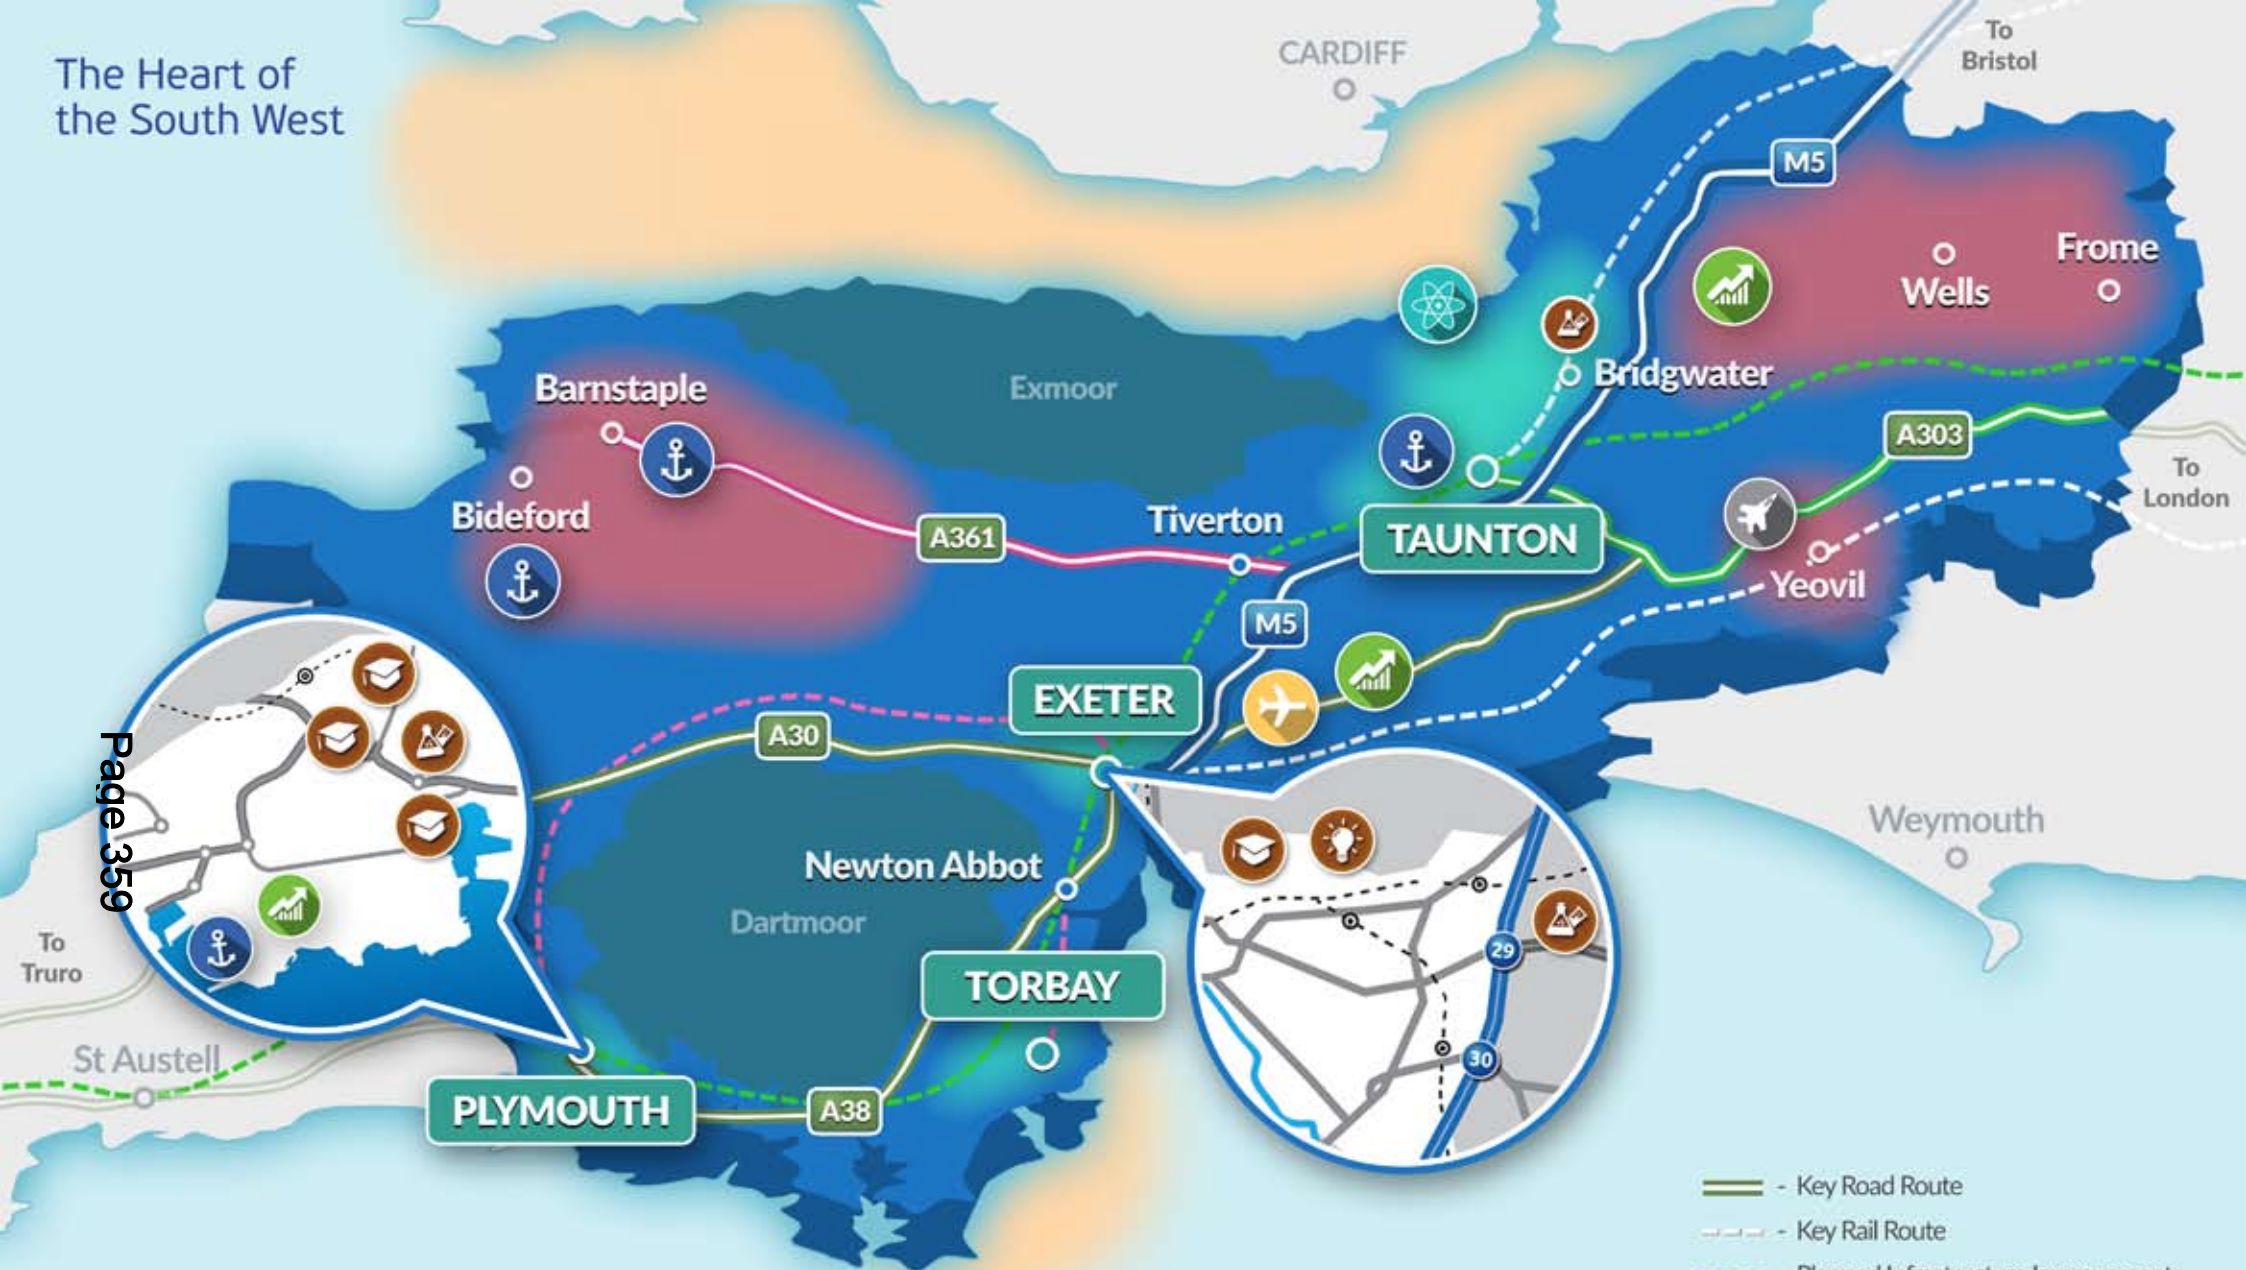 The Heart of
the South West
CARDIFF
To
Bristol
M5
Frome
Wells
Bridgwater
Barnstaple
Exmoor
A303
To
London
Bideford
Tiverton
A361
TAUNTON
Yeovil
M5
EXETER
A30
Page 359
Weymouth
Newton Abbot
Dartmoor
To
Truro
29
TORBAY
St Austell
30
PLYMOUTH
A38
- Key Road Route
- Key Rail Route